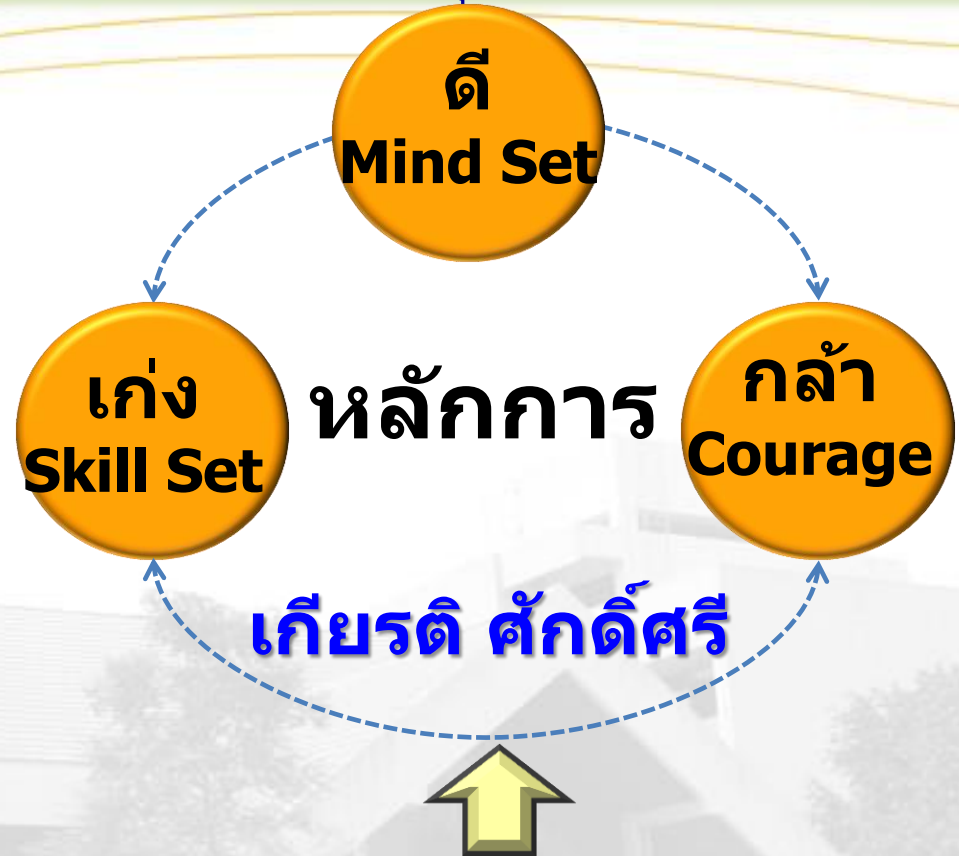 ดี
Mind Set
เก่ง
Skill Set
หลักการ
กล้า
Courage
เกียรติ ศักดิ์ศรี